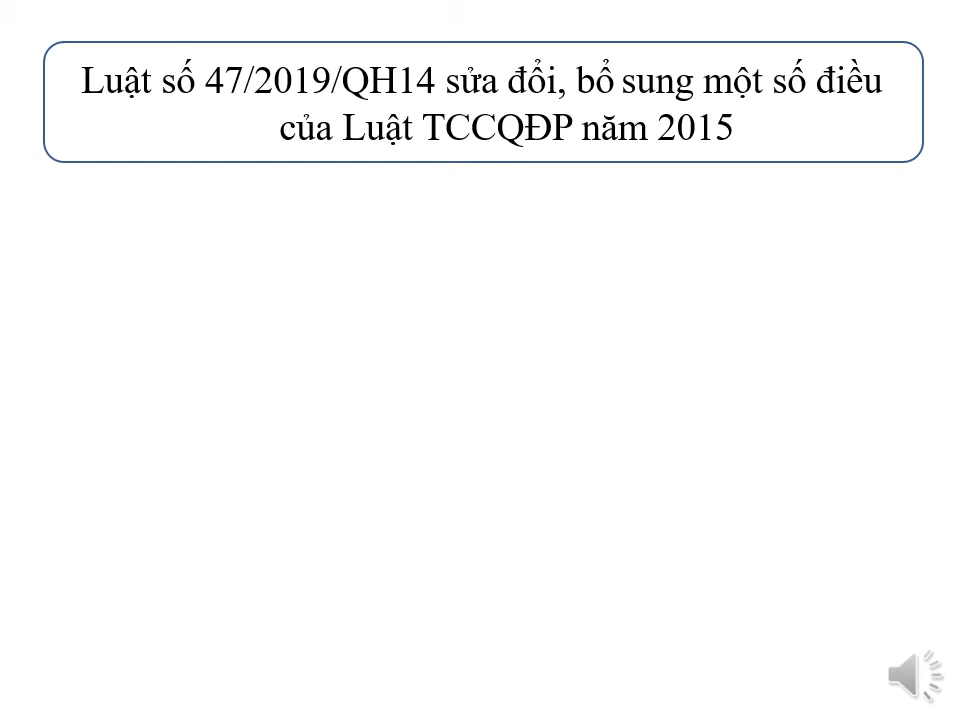 Luật số 47/2019/QH14 sửa đổi, bổ sung một số điều
của Luật TCCQĐP năm 2015